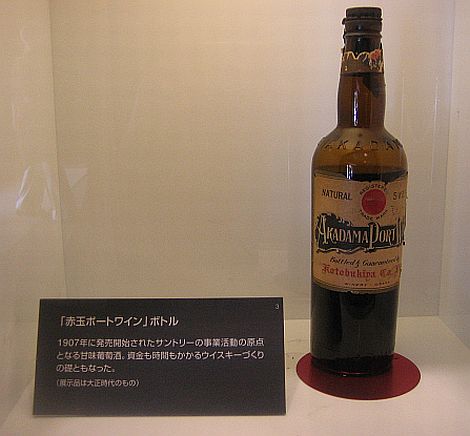 AKADA
NATURAL
REGISTERED
TRADE MARK
AKADAMA PORT
Bottled & Guaranteed by
Kotobukiya Co.
3
「赤玉ポートワイン」ボトル
1907年に発売開始されたサントリーの事業活動の原点
となる甘味葡萄酒。資金も時間もかかるウイスキーづくり
の礎ともなった。
(展示品は大正時代のもの)